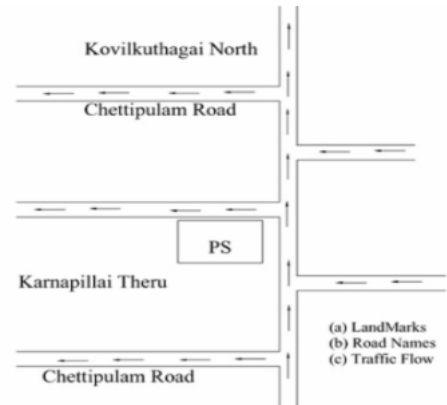 Kovilkuthagai North
Chettipulam Road
PS
Karnapillai Theru
(a) LandMarks
(b) Road Names
(c) Traffic Flow
Chettipulam Road